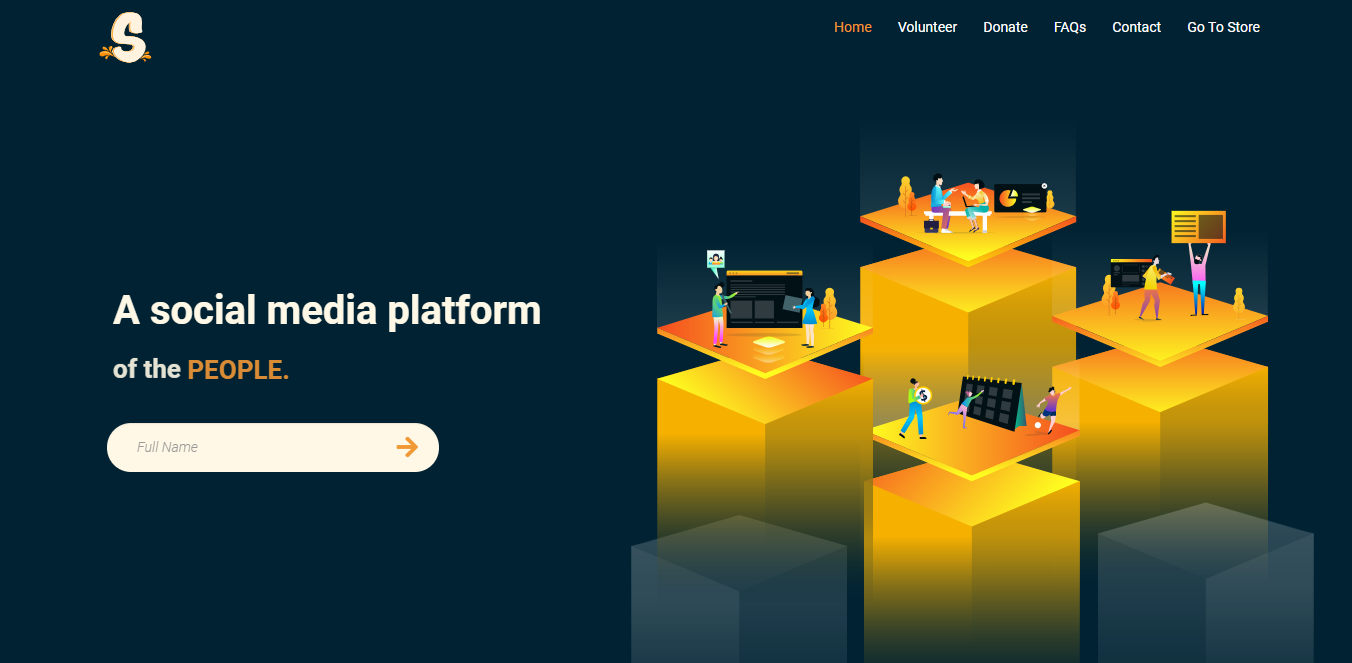 S
Home Volunteer Donate FAQs Contact Go To Store
A social media platform
of the PEOPLE.
Full Name
$